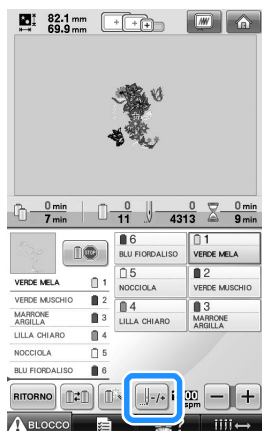 82.1 mm
69.9 mm
0 min
7 min
0
11
0
4313
0 min
9 min
STOP
6
BLU FIORDALISO
1
VERDE MELA
5
NOCCIOLA
2
VERDE MUSCHIO
4
LILLA CHIARO
3
MARRONE
ARGILLA
VERDE MELA 1
VERDE MUSCHIO 2
MARRONE
ARGILLA 3
LILLA CHIARO 4
NOCCIOLA 5
BLU FIORDALISO 6
RITORNO
-/+
00
spm
− +
BLOCCO